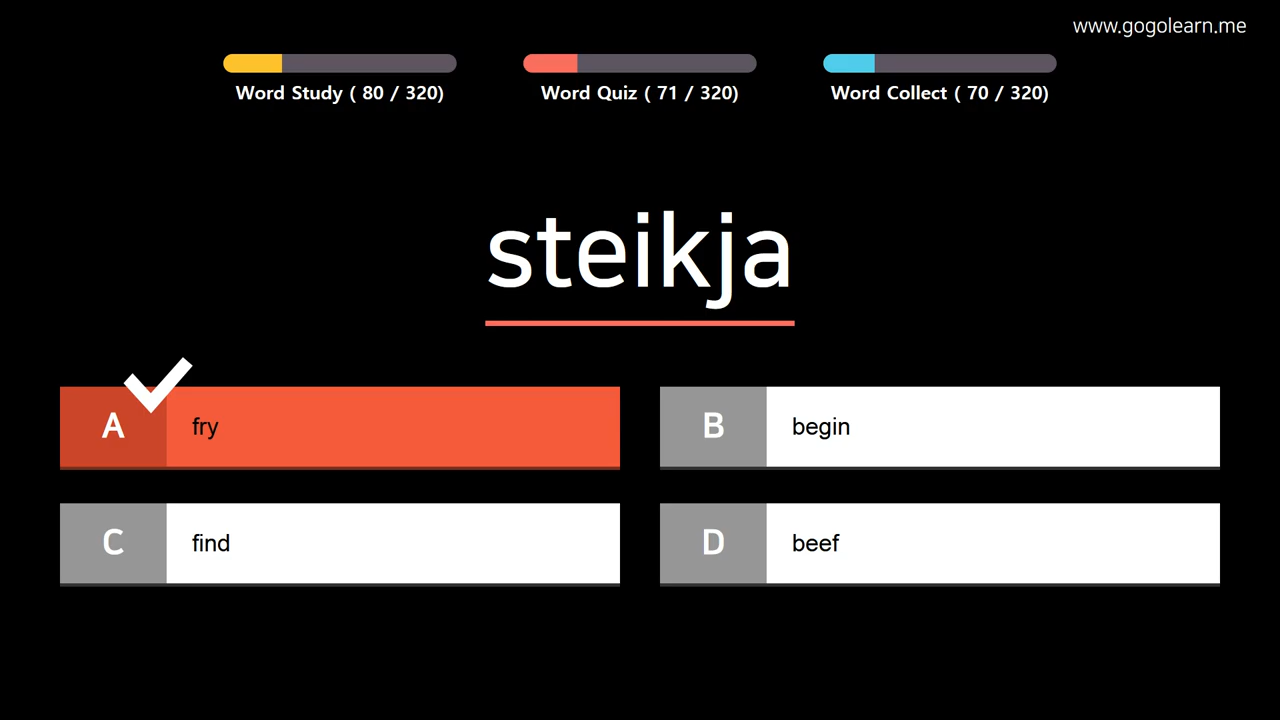 www.gogolearn.me
Word Study ( 80 / 320)
Word Quiz ( 71 / 320)
Word Collect ( 70 / 320)
steikja
A fry
B begin
C find
D beef